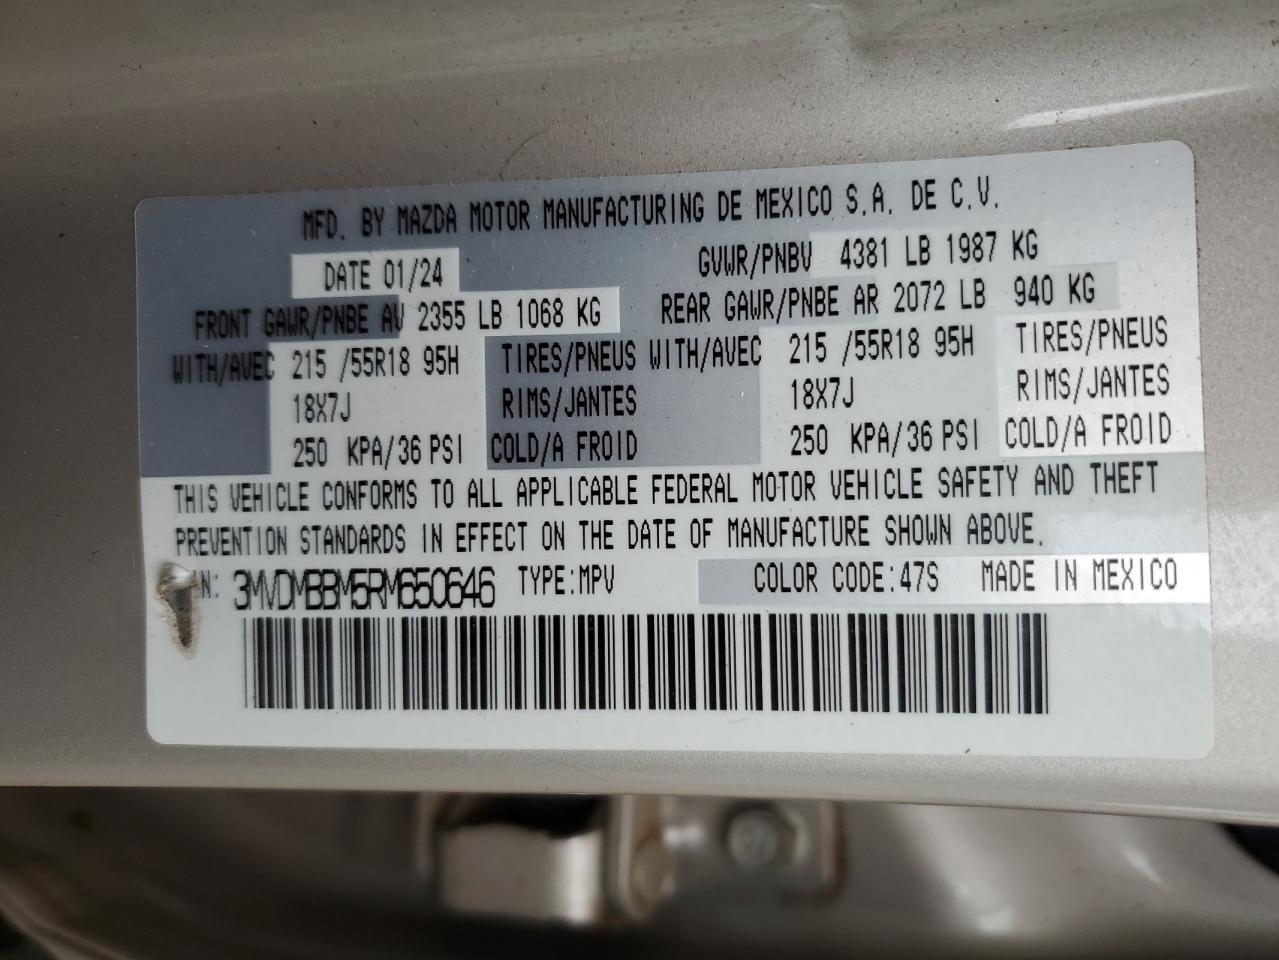 MFD. BY MAZDA MOTOR MANUFACTURING DE MEXICO S.A. DE C.V.
DATE 01/24 GVWR/PNBV 4381 LB 1987 KG
FRONT GAWR/PNBE AV 2355 LB 1068 KG REAR GAWR/PNBE AR 2072 LB 940 KG
WITH/AVEC 215 /55R18 95H TIRES/PNEUS WITH/AVEC 215 /55R18 95H TIRES/PNEUS
18X7J RIMS/JANTES 18X7J RIMS/JANTES
250 KPA/36 PSI COLD/A FROID 250 KPA/36 PSI COLD/A FROID
THIS VEHICLE CONFORMS TO ALL APPLICABLE FEDERAL MOTOR VEHICLE SAFETY AND THEFT
PREVENTION STANDARDS IN EFFECT ON THE DATE OF MANUFACTURE SHOWN ABOVE.
N: 3MVDMBBM5RM650646 TYPE:MPV COLOR CODE:47S MADE IN MEXICO